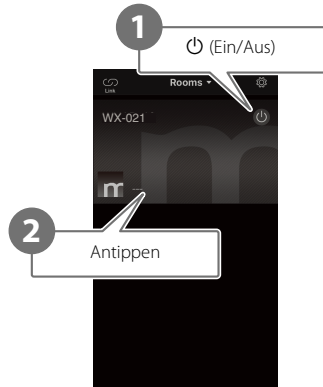 1
⏻ (Ein/Aus)
Link Rooms ▾
WX-021
m
2
Antippen